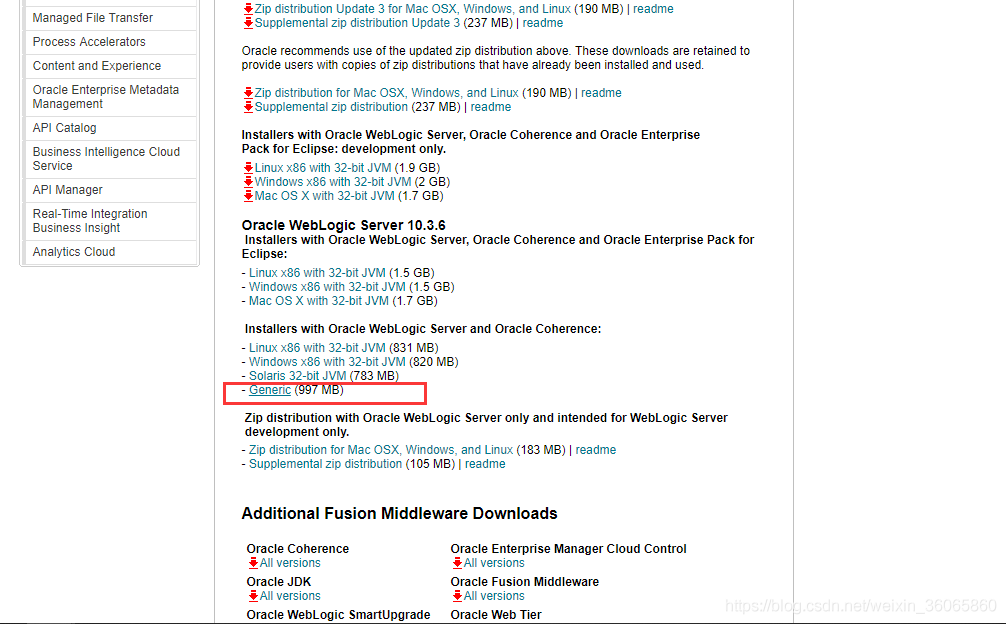 Managed File Transfer
Process Accelerators
Content and Experience
Oracle Enterprise Metadata
Management
API Catalog
Business Intelligence Cloud
Service
API Manager
Real-Time Integration
Business Insight
Analytics Cloud
Zip distribution Update 3 for Mac OSX, Windows, and Linux (190 MB) | readme
Supplemental zip distribution Update 3 (237 MB) | readme
Oracle recommends use of the updated zip distribution above. These downloads are retained to
provide users with copies of zip distributions that have already been installed and used.
Zip distribution for Mac OSX, Windows, and Linux (190 MB) | readme
Supplemental zip distribution (237 MB) | readme
Installers with Oracle WebLogic Server, Oracle Coherence and Oracle Enterprise
Pack for Eclipse: development only.
Linux x86 with 32-bit JVM (1.9 GB)
Windows x86 with 32-bit JVM (2 GB)
Mac OS X with 32-bit JVM (1.7 GB)
Oracle WebLogic Server 10.3.6
Installers with Oracle WebLogic Server, Oracle Coherence and Oracle Enterprise Pack for
Eclipse:
- Linux x86 with 32-bit JVM (1.5 GB)
- Windows x86 with 32-bit JVM (1.5 GB)
- Mac OS X with 32-bit JVM (1.7 GB)
Installers with Oracle WebLogic Server and Oracle Coherence:
- Linux x86 with 32-bit JVM (831 MB)
- Windows x86 with 32-bit JVM (820 MB)
- Solaris 32-bit JVM (783 MB)
- Generic (997 MB)
Zip distribution with Oracle WebLogic Server only and intended for WebLogic Server
development only.
- Zip distribution for Mac OSX, Windows, and Linux (183 MB) | readme
- Supplemental zip distribution (105 MB) | readme
Additional Fusion Middleware Downloads
Oracle Coherence
All versions
Oracle JDK
All versions
Oracle WebLogic SmartUpgrade
Oracle Enterprise Manager Cloud Control
All versions
Oracle Fusion Middleware
All versions
Oracle Web Tier
https://blog.csdn.net/weixin_36065860